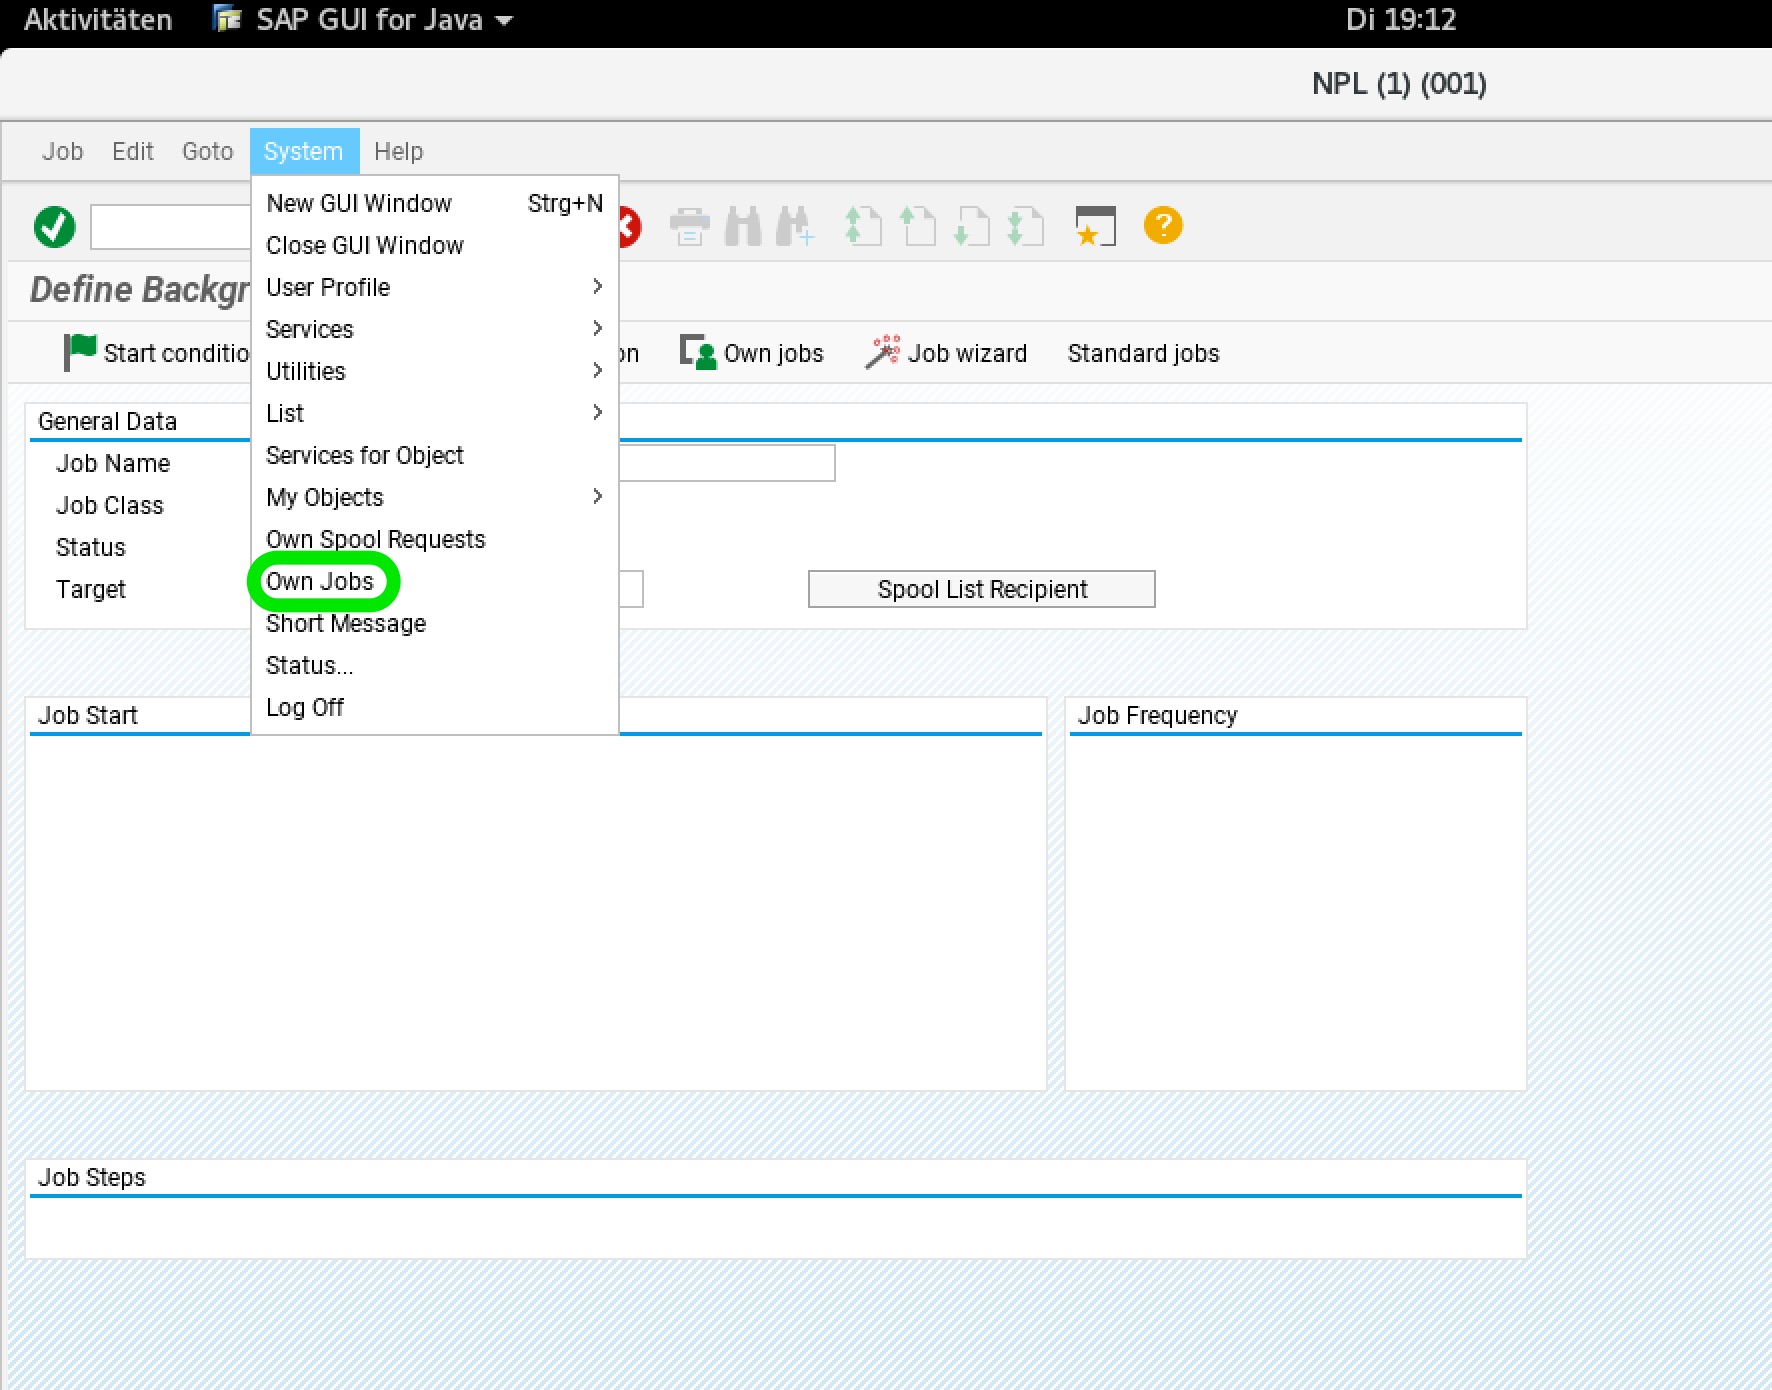 Aktivitäten SAP GUI for Java Di 19:12
NPL (1) (001)
Job Edit Goto System Help
New GUI Window Strg+N
Close GUI Window
User Profile
Services
Utilities
List
Services for Object
My Objects
Own Spool Requests
Own Jobs
Short Message
Status...
Log Off
?
Define Backgr
Start conditio on Own jobs Job wizard Standard jobs
General Data
Job Name
Job Class
Status
Target Spool List Recipient
Job Start Job Frequency
Job Steps